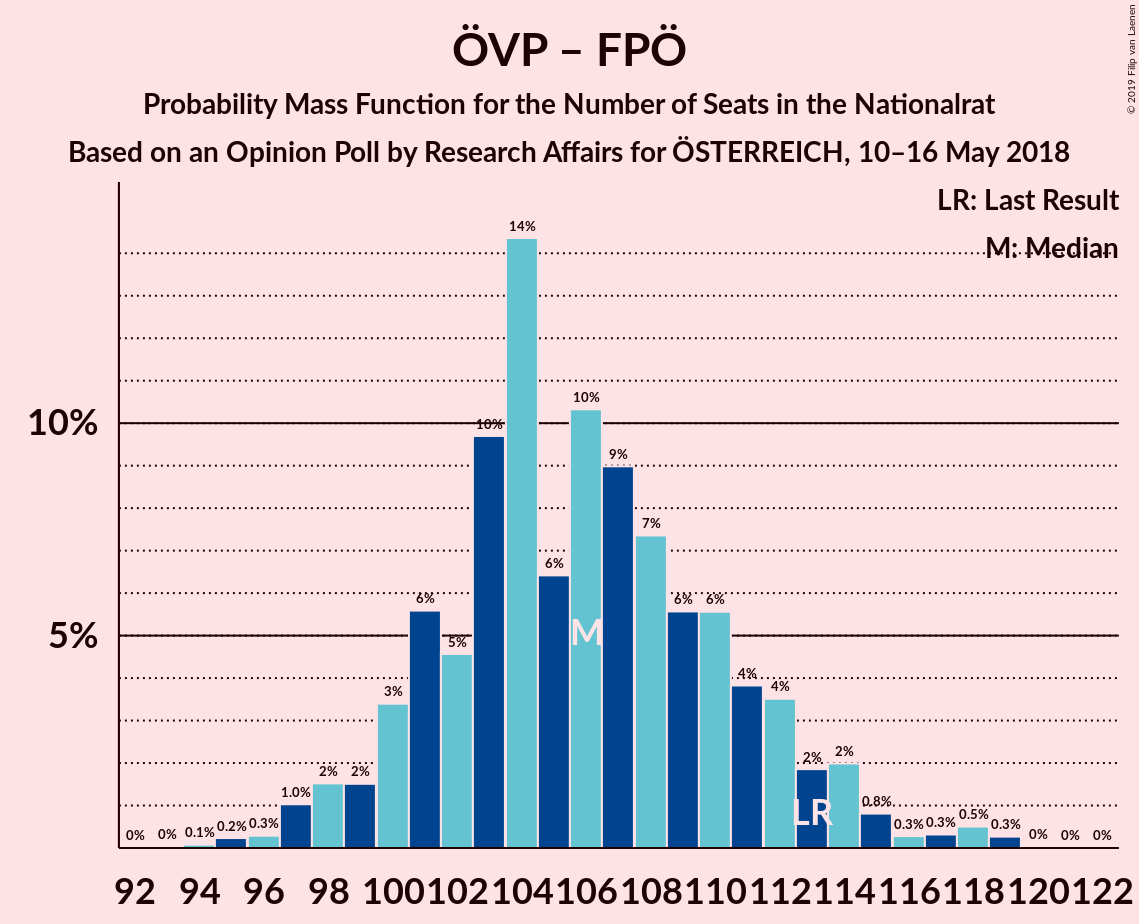 ÖVP – FPÖ
Probability Mass Function for the Number of Seats in the Nationalrat
Based on an Opinion Poll by Research Affairs for ÖSTERREICH, 10–16 May 2018
© 2019 Filip van Laenen
LR: Last Result
M: Median
10%
5%
0% 0% 0.1% 0.2% 0.3% 1.0% 2% 2% 3% 6% 5% 10% 14% 6% 10% 9% 7% 6% 6% 4% 4% 2% 2% 0.8% 0.3% 0.3% 0.5% 0.3% 0% 0% 0%
M
LR
92 94 96 98 100 102 104 106 108 110 112 114 116 118 120 122